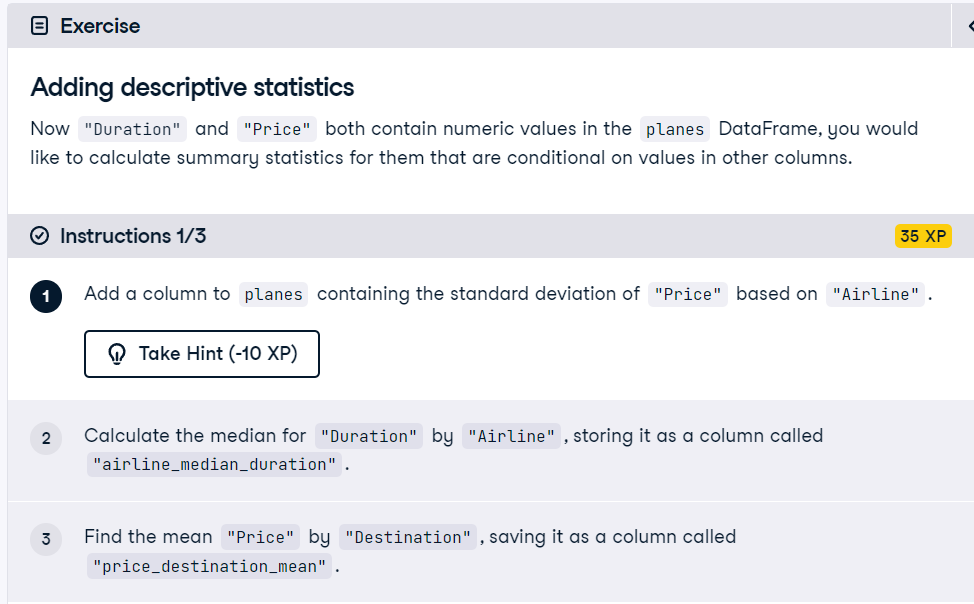 Exercise
Adding descriptive statistics
Now "Duration" and "Price" both contain numeric values in the planes DataFrame, you would
like to calculate summary statistics for them that are conditional on values in other columns.
Instructions 1/3
35 XP
1 Add a column to planes containing the standard deviation of "Price" based on "Airline".
Take Hint (-10 XP)
2 Calculate the median for "Duration" by "Airline", storing it as a column called
"airline_median_duration".
3 Find the mean "Price" by "Destination", saving it as a column called
"price_destination_mean".